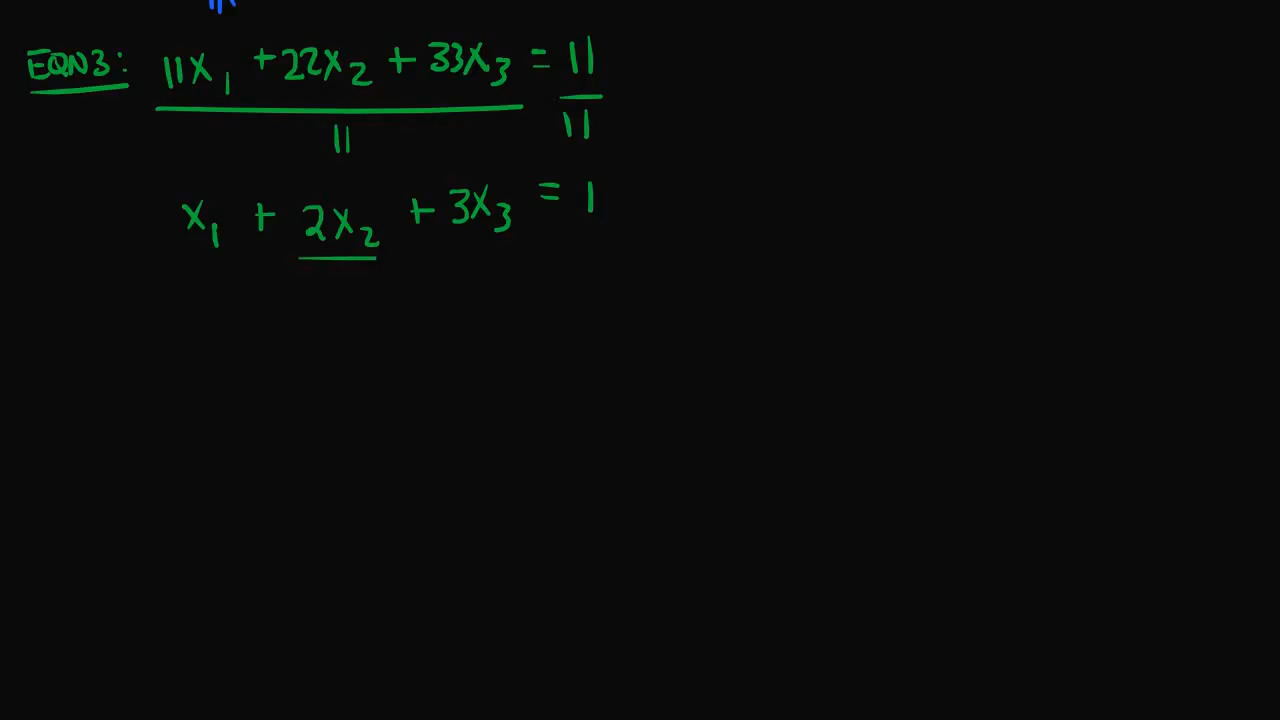 EQN3: 11x₁ + 22x₂ + 33x₃ = 11
11 11
x₁ + 2x₂ + 3x₃ = 1